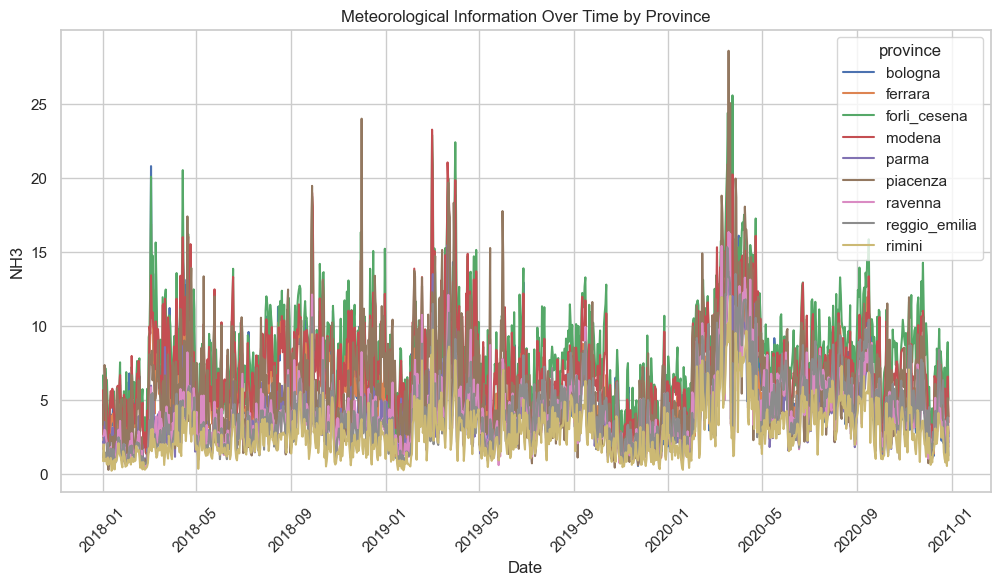 Meteorological Information Over Time by Province
NH3
25
20
15
10
5
0
2018-01
2018-05
2018-09
2019-01
2019-05
2019-09
2020-01
2020-05
2020-09
2021-01
Date
province
bologna
ferrara
forli_cesena
modena
parma
piacenza
ravenna
reggio_emilia
rimini